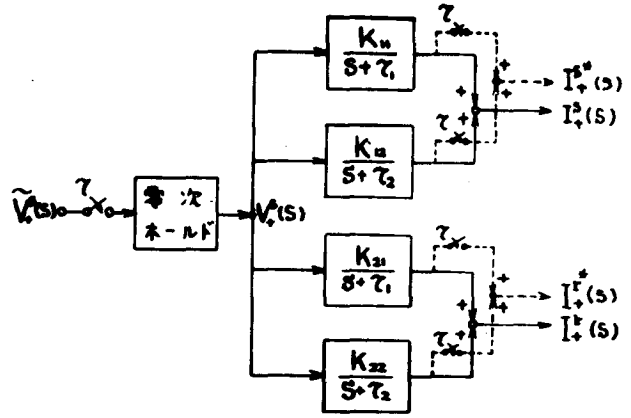 τ
K₁₁
S+τ₁
I₊ˢ*(S)
I₊ˢ(S)
τ
K₁₂
S+τ₂
Ṽ₊ˢ(S)
τ
零次
ホールド
V₊ˢ(S)
τ
K₂₁
S+τ₁
I₊ʳ*(S)
I₊ʳ(S)
τ
K₂₂
S+τ₂